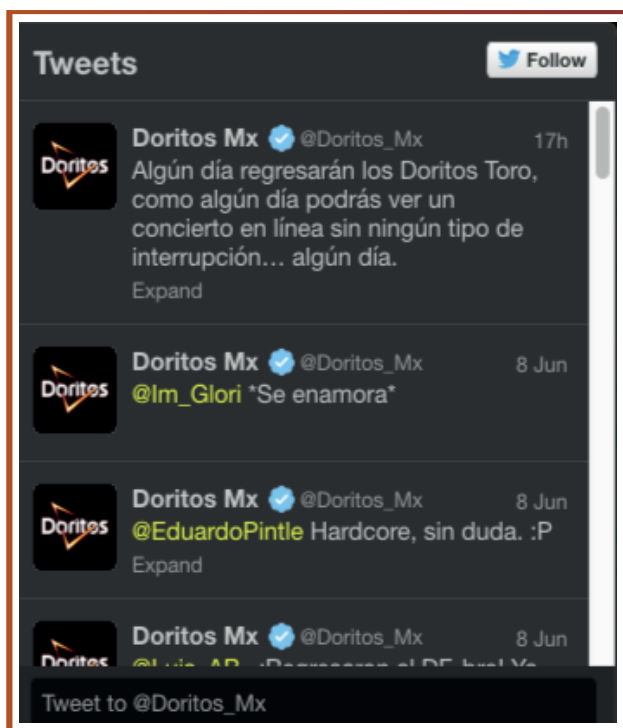 Tweets
Follow
Doritos Mx @Doritos_Mx 17h
Doritos
Algún día regresarán los Doritos Toro,
como algún día podrás ver un
concierto en línea sin ningún tipo de
interrupción... algún día.
Expand
Doritos Mx @Doritos_Mx 8 Jun
Doritos
@Im_Glori *Se enamora*
Doritos Mx @Doritos_Mx 8 Jun
Doritos
@EduardoPintle Hardcore, sin duda. :P
Expand
Doritos Mx @Doritos_Mx 8 Jun
Doritos
Tweet to @Doritos_Mx